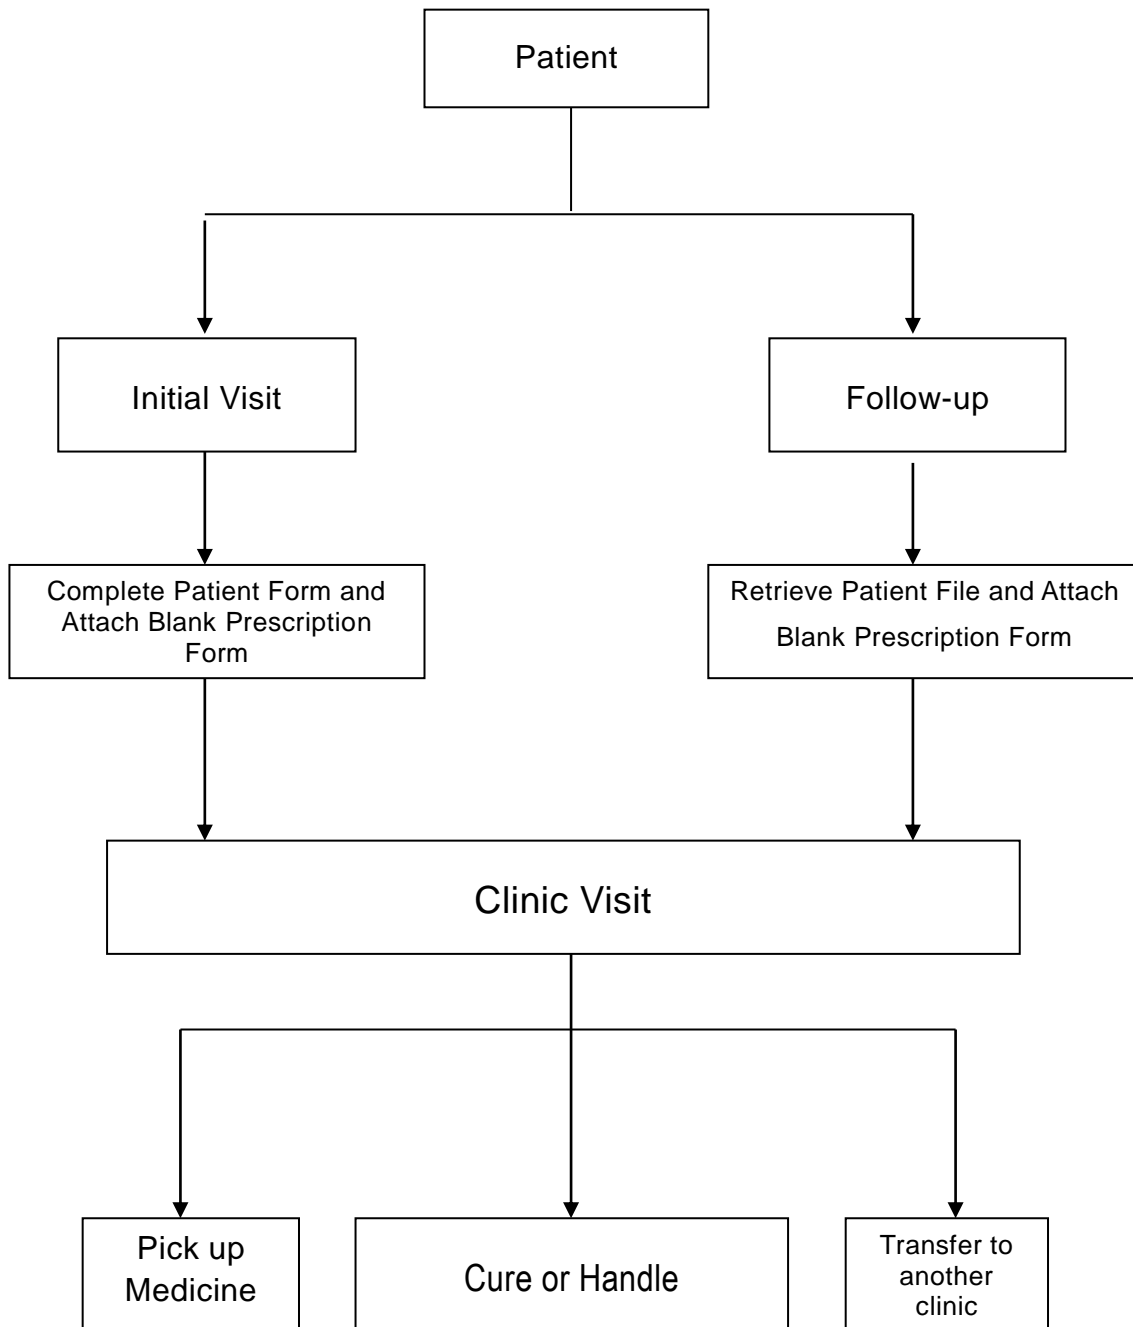 Patient
Initial Visit
Follow-up
Complete Patient Form and
Attach Blank Prescription
Form
Retrieve Patient File and Attach
Blank Prescription Form
Clinic Visit
Pick up
Medicine
Cure or Handle
Transfer to
another
clinic